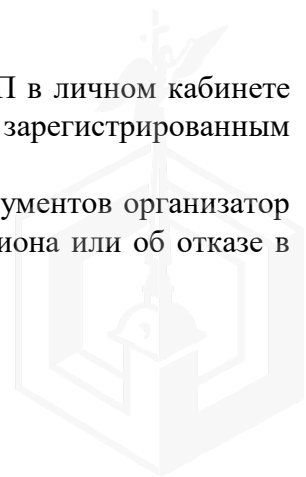 П в личном кабинете
зарегистрированным
ументов организатор
иона или об отказе в